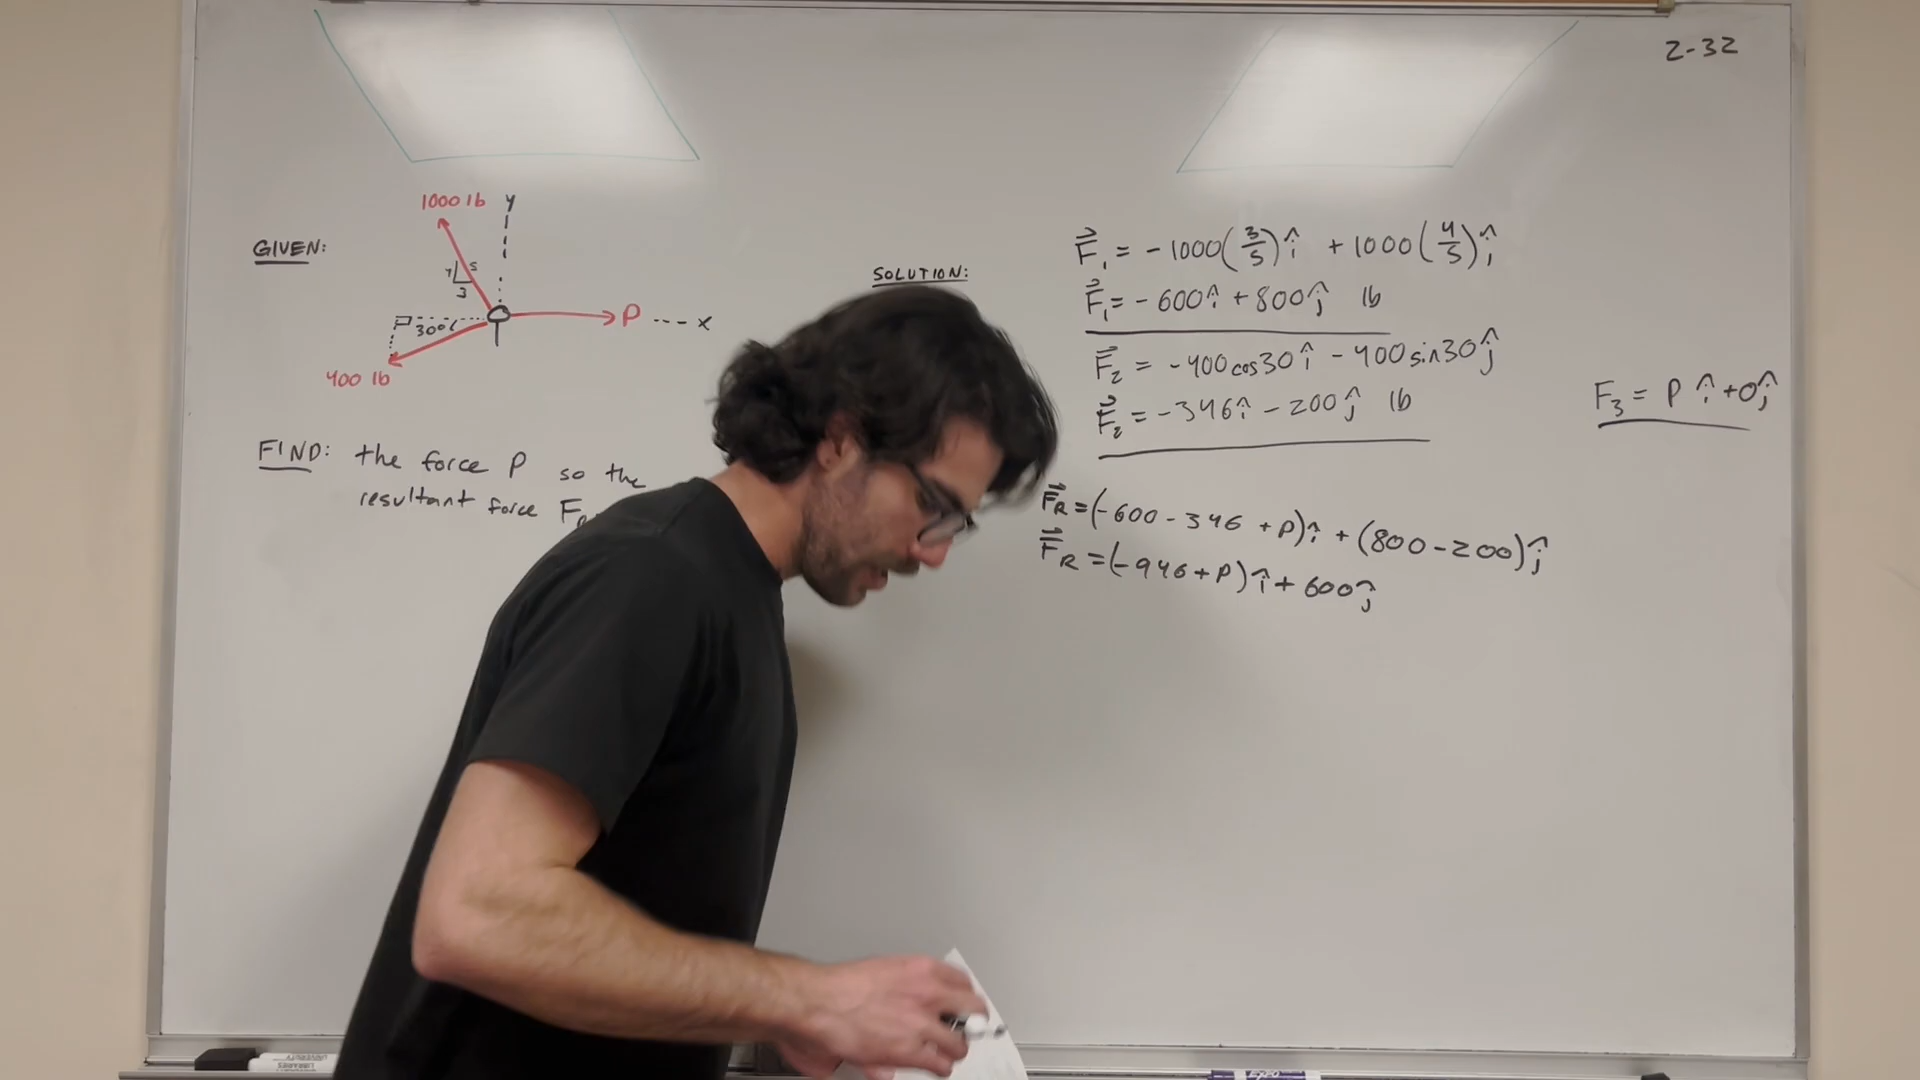 2-32
GIVEN:
1000 lb
y
5
3
30°
P --- x
400 lb
FIND: the force P so the
resultant force F
SOLUTION:
F⃗₁ = -1000(3/5)î + 1000(4/5)ĵ
F⃗₁ = -600î + 800ĵ lb
F⃗₂ = -400cos30î - 400sin30ĵ
F⃗₂ = -346î - 200ĵ lb
F₃ = P î + 0ĵ
F⃗R = (-600 - 346 + P)î + (800 - 200)ĵ
F⃗R = (-946 + P)î + 600ĵ
EXPO